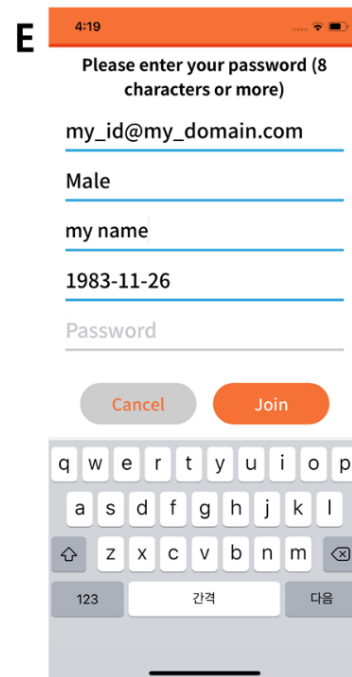 E
4:19
Please enter your password (8
characters or more)
my_id@my_domain.com
Male
my name
1983-11-26
Password
Cancel Join
q w e r t y u i o p
a s d f g h j k l
z x c v b n m
123 간격 다음